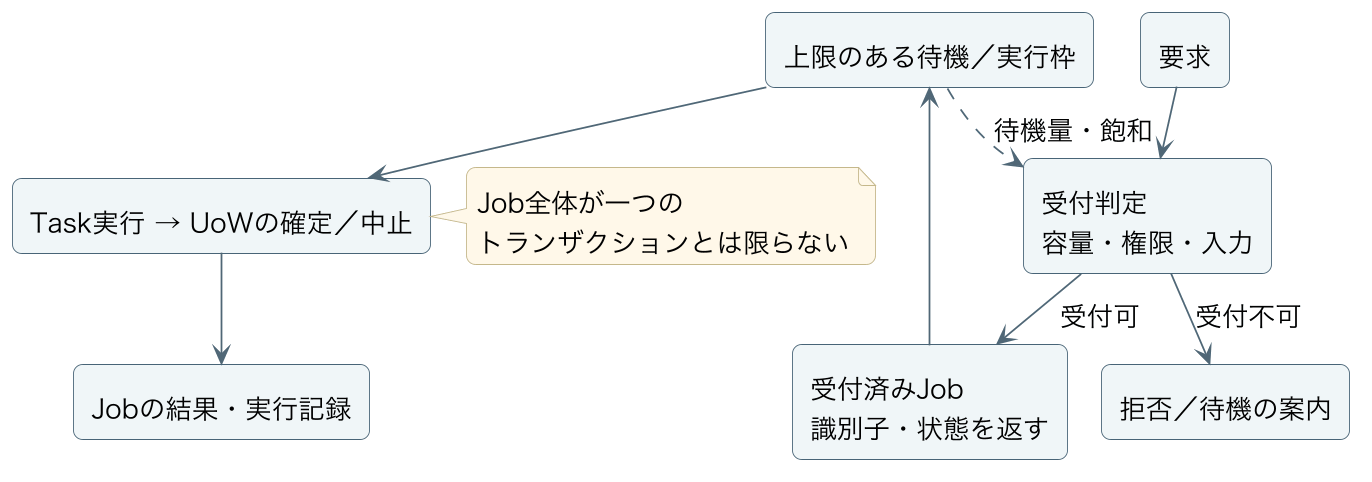 上限のある待機／実行枠
要求
待機量・飽和
受付判定
容量・権限・入力
Task実行 → UoWの確定／中止
Job全体が一つの
トランザクションとは限らない
受付可
受付不可
Jobの結果・実行記録
受付済みJob
識別子・状態を返す
拒否／待機の案内